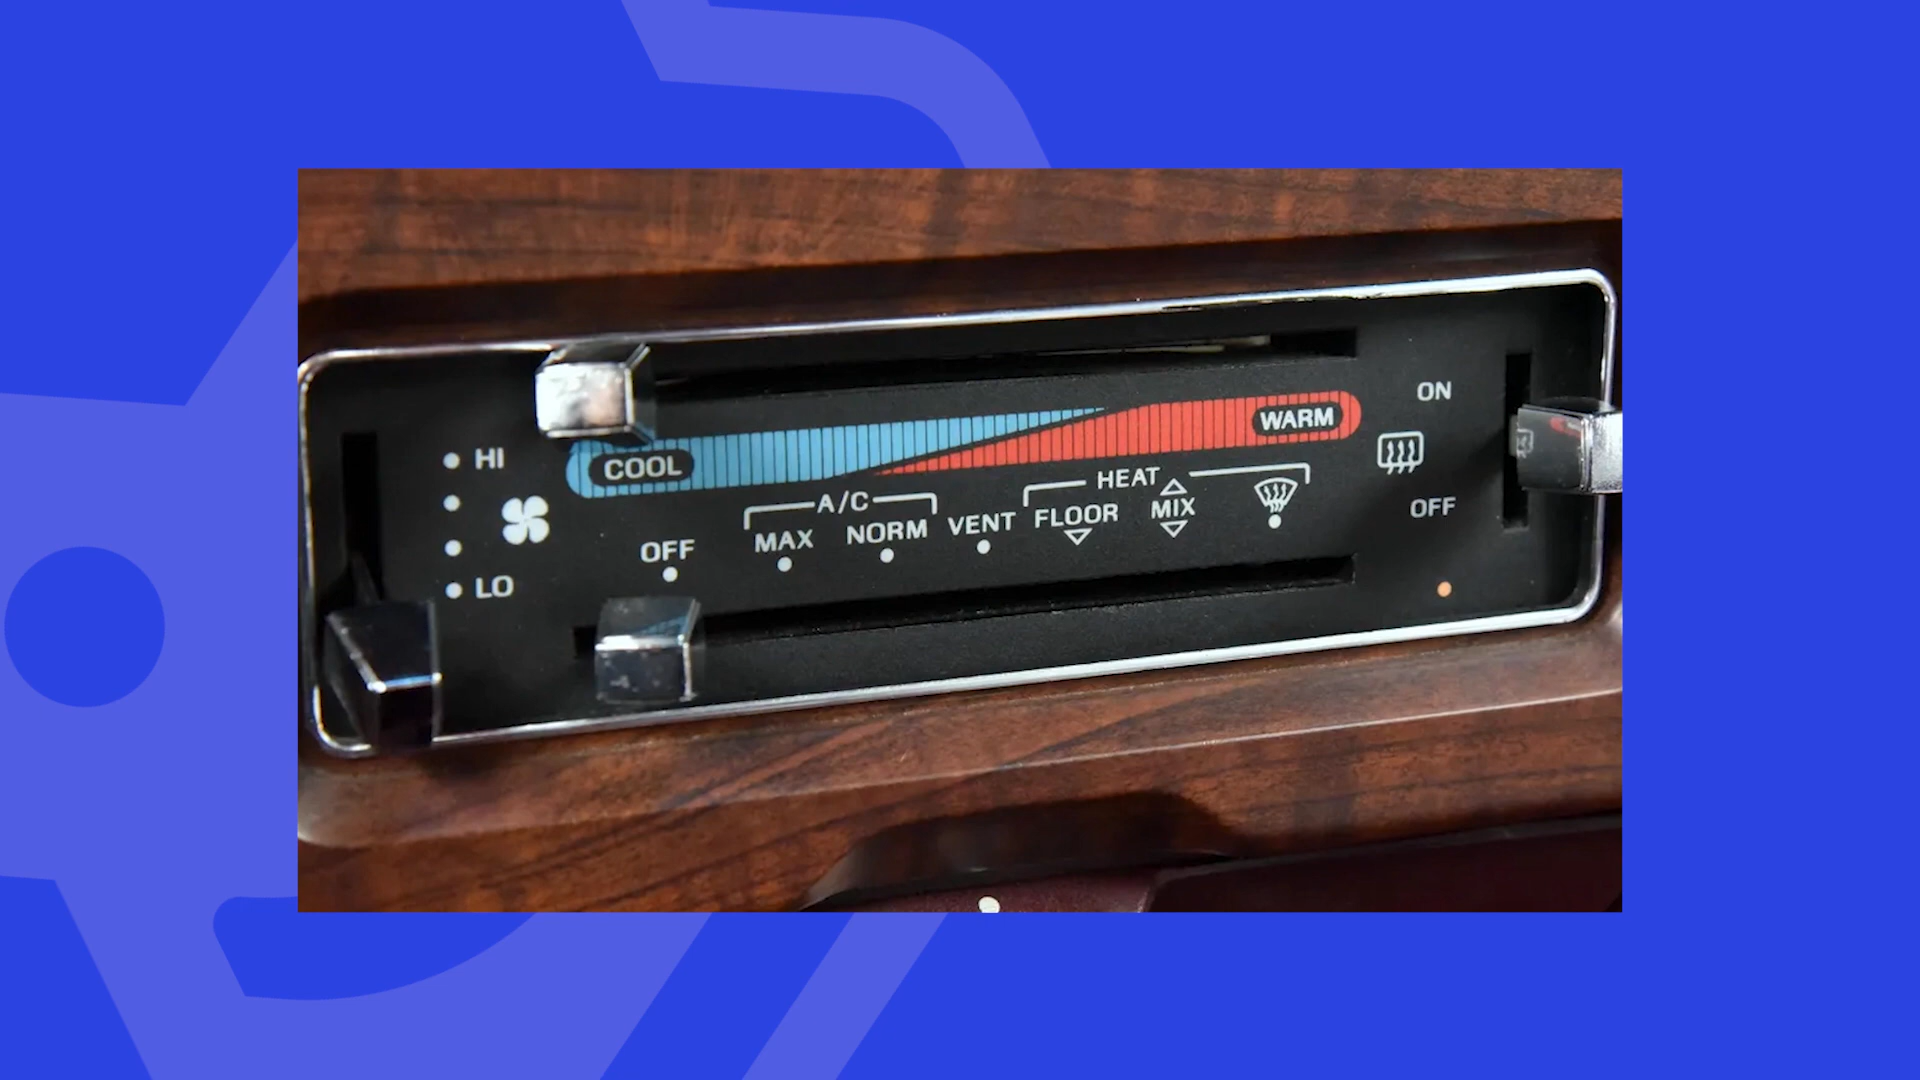 HI
LO
COOL
WARM
OFF
A/C
MAX
NORM
VENT
HEAT
FLOOR
MIX
ON
OFF